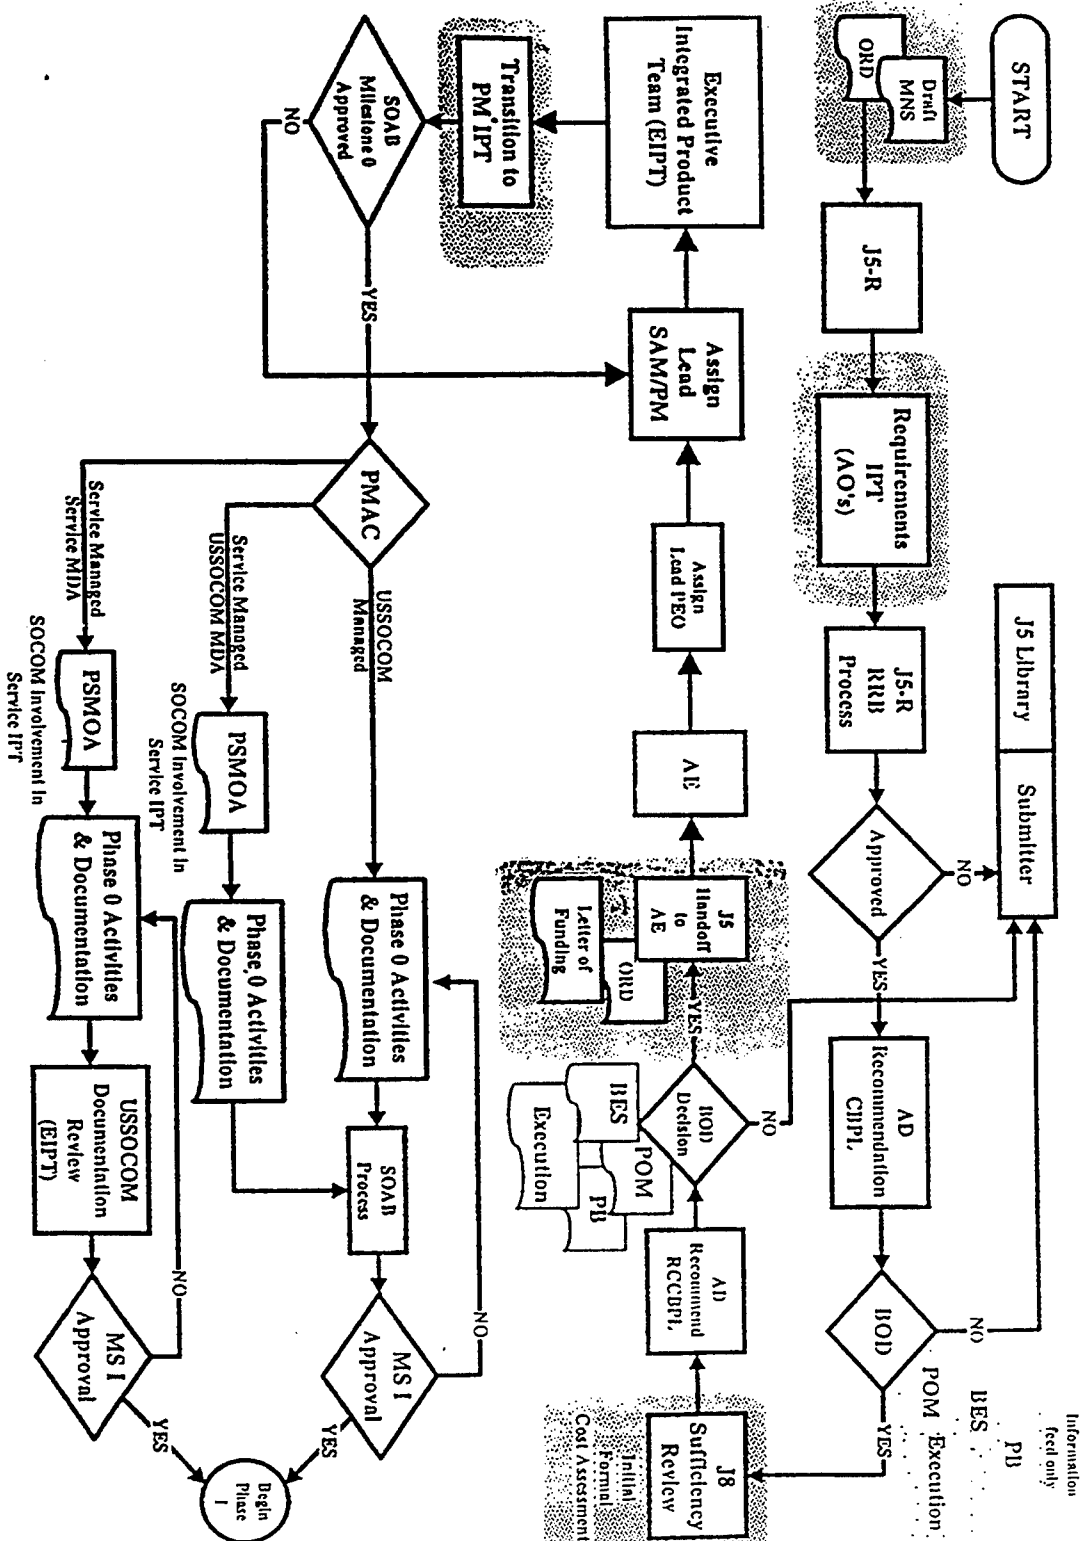 START
Draft
MNS
ORD
J5-R
Requirements
IPT
(AO's)
J5-R
RRB
Process
Approved
NO
YES
J5 Library
Submitter
AD
Recommendation
CBPL
BOD
NO
YES
Information
feed only
PB
BES
POM
Execution
J8
Sufficiency
Review
Initial
Formal
Cost Assessment
AD
Recommend
RCCBPL
BOD
Decision
NO
YES
BES
POM
PB
Execution
J5
Handoff
to
AE
ORD
Letter of
Funding
AE
Assign
Lead PEO
Assign
Lead
SAM/PM
Executive
Integrated Product
Team (EIPT)
Transition to
PM IPT
SOAB
Milestone 0
Approved
NO
YES
PMAC
USSOCOM
Managed
Phase 0 Activities
& Documentation
SOAB
Process
MS I
Approval
NO
YES
Service Managed
USSOCOM MDA
PSMOA
SOCOM Involvement In
Service IPT
Phase 0 Activities
& Documentation
Service Managed
Service MDA
PSMOA
SOCOM Involvement In
Service IPT
Phase 0 Activities
& Documentation
USSOCOM
Documentation
Review
(EIPT)
MS I
Approval
NO
YES
Begin
Phase
I